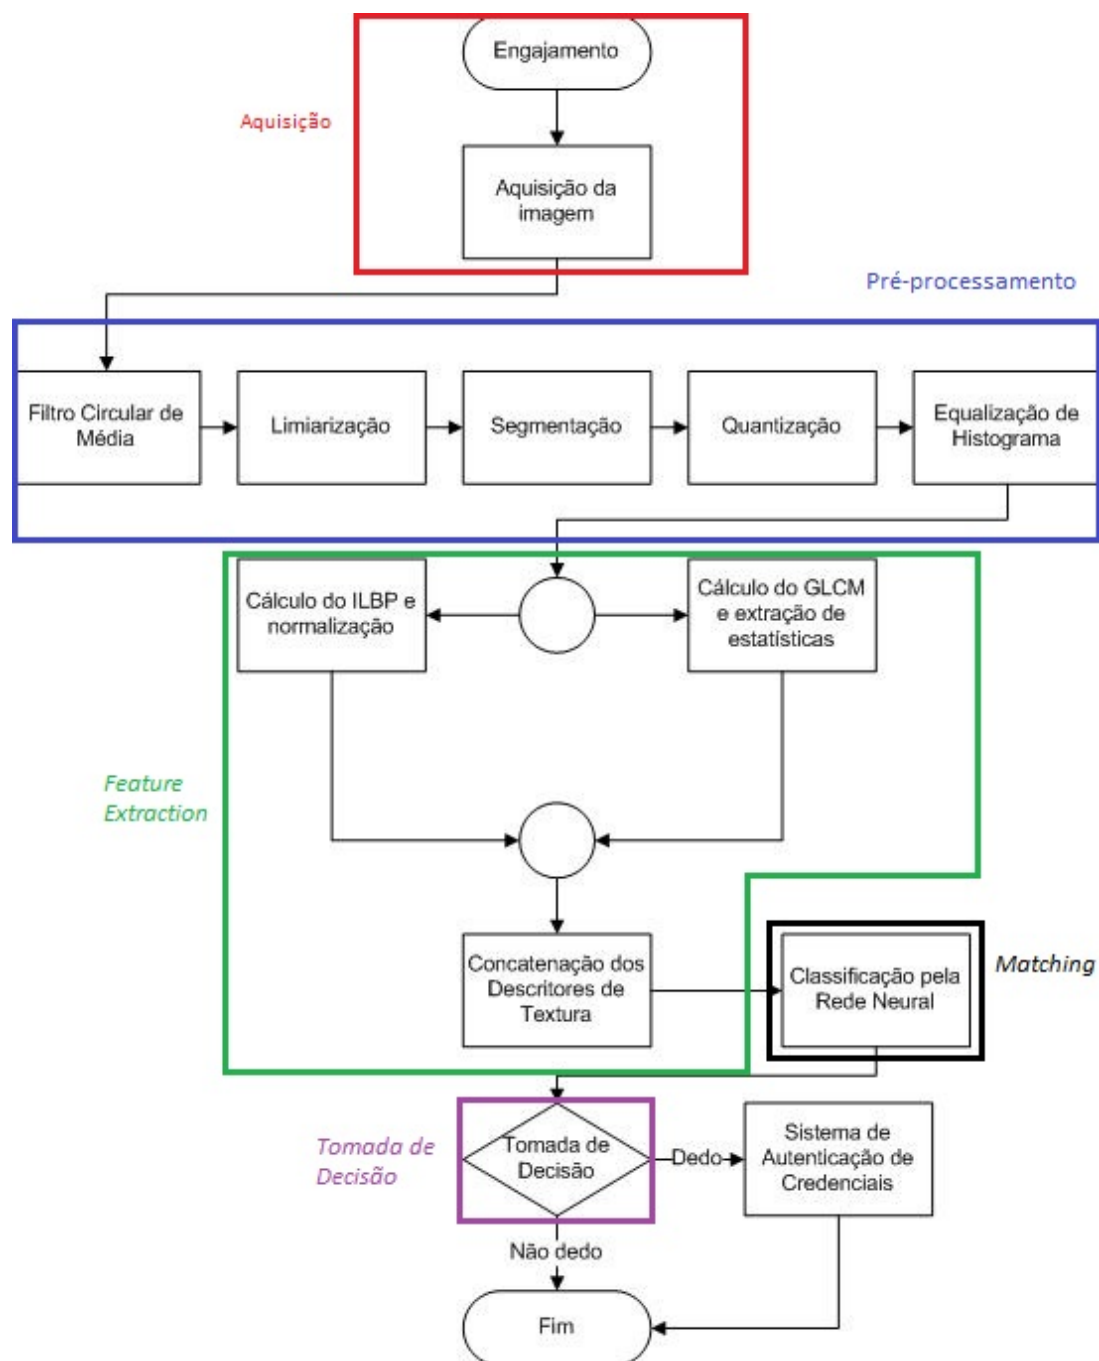 Engajamento
Aquisição
Aquisição da
imagem
Pré-processamento
Filtro Circular de
Média
Limiarização
Segmentação
Quantização
Equalização de
Histograma
Cálculo do ILBP e
normalização
Cálculo do GLCM
e extração de
estatísticas
Feature
Extraction
Concatenação dos
Descritores de
Textura
Classificação pela
Rede Neural
Matching
Tomada de
Decisão
Tomada de
Decisão
Dedo
Sistema de
Autenticação de
Credenciais
Não dedo
Fim